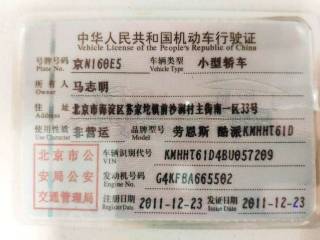 中华人民共和国机动车行驶证
Vehicle License of the People's Republic of China
号牌号码 京N160E5 车辆类型 小型轿车
Plate No. Vehicle Type
所有人 马志明
Owner
住址 北京市海淀区苏家坨镇前沙涧村主街南一区33号
Address
使用性质 非营运 品牌型号 劳恩斯 酷派KMHHT61D
Use Character Model
北京市公
安局公安
交通管理局
车辆识别代号 KMHHT61D4BU057209
VIN
发动机号码 G4KFBA665502
Engine No.
注册日期 2011-12-23 发证日期 2011-12-23
Register Date Issue Date